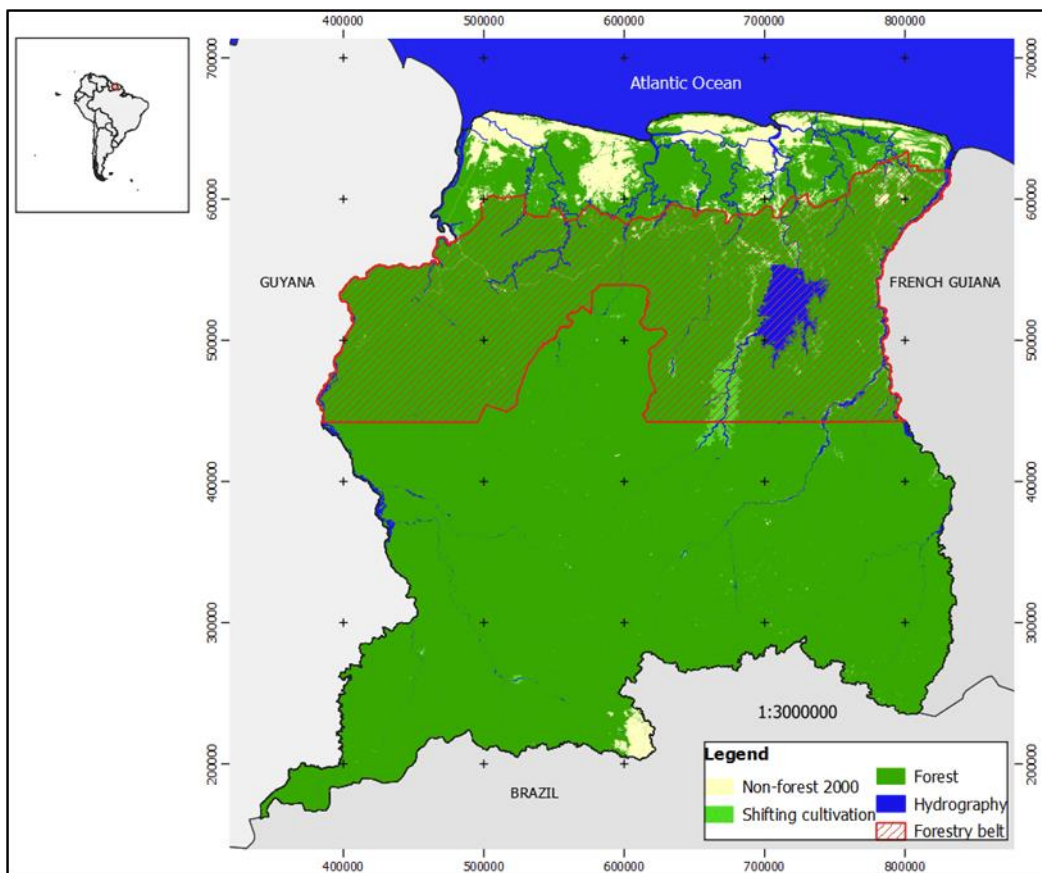 400000 500000 600000 700000 800000
700000 700000
Atlantic Ocean
600000 600000
GUYANA FRENCH GUIANA
500000 500000
400000 400000
300000 300000
1:3000000
200000 200000
BRAZIL
Legend
Non-forest 2000
Shifting cultivation
Forest
Hydrography
Forestry belt
400000 500000 600000 700000 800000